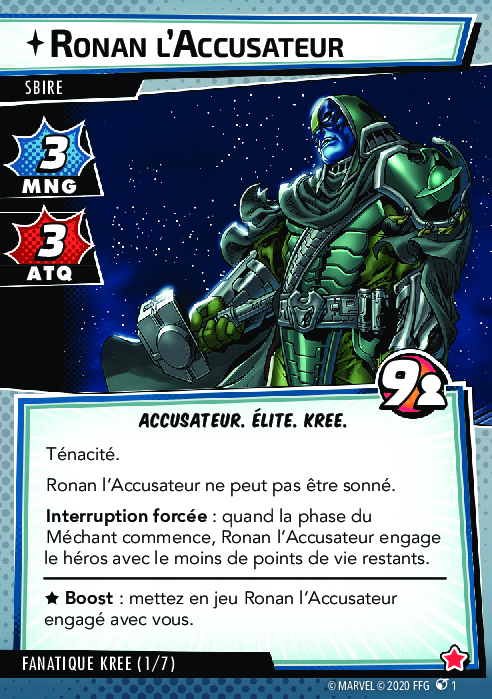 RONAN L'ACCUSATEUR
SBIRE
3
MNG
3
ATQ
9
ACCUSATEUR. ÉLITE. KREE.
Ténacité.
Ronan l'Accusateur ne peut pas être sonné.
Interruption forcée : quand la phase du
Méchant commence, Ronan l'Accusateur engage
le héros avec le moins de points de vie restants.
★ Boost : mettez en jeu Ronan l'Accusateur
engagé avec vous.
FANATIQUE KREE (1/7)
© MARVEL © 2020 FFG 1